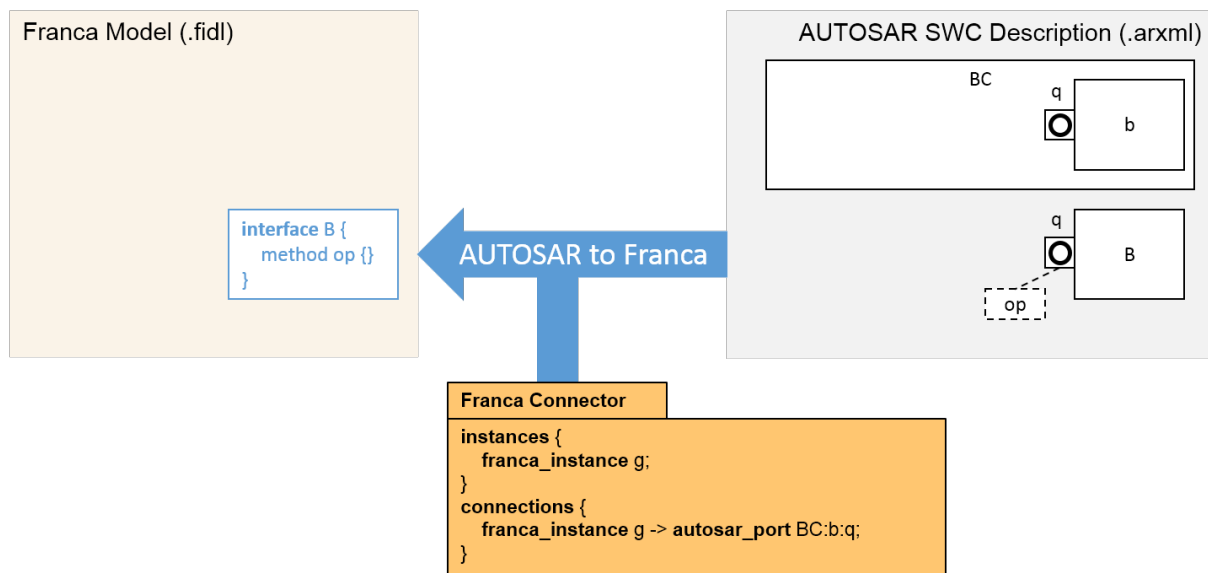 Franca Model (.fidl)
AUTOSAR SWC Description (.arxml)
BC
q
b
interface B {
method op {}
}
AUTOSAR to Franca
q
B
op
Franca Connector
instances {
franca_instance g;
}
connections {
franca_instance g -> autosar_port BC:b:q;
}